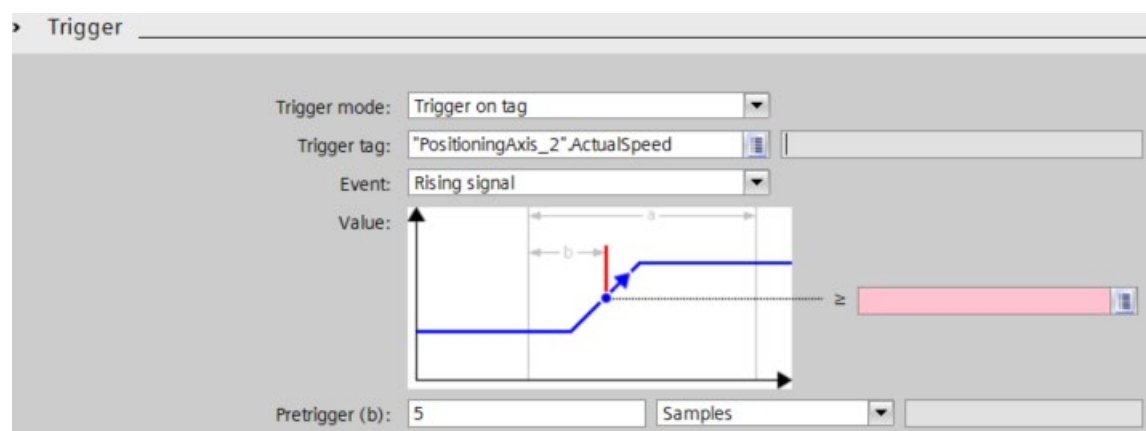 Trigger
Trigger mode: Trigger on tag
Trigger tag: "PositioningAxis_2".ActualSpeed
Event: Rising signal
Value:
a
b
≥
Pretrigger (b): 5 Samples